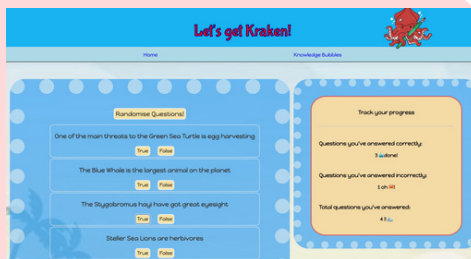 Let's get Kraken!
Home
Knowledge Bubbles
Randomise Questions!
One of the main threats to the Green Sea Turtle is egg harvesting
True False
The Blue Whale is the largest animal on the planet
True False
The Stygobromus hayi have got great eyesight
True False
Steller Sea Lions are herbivores
True False
Track your progress
Questions you've answered correctly:
3 done!
Questions you've answered incorrectly:
1 oh
Total questions you've answered:
4